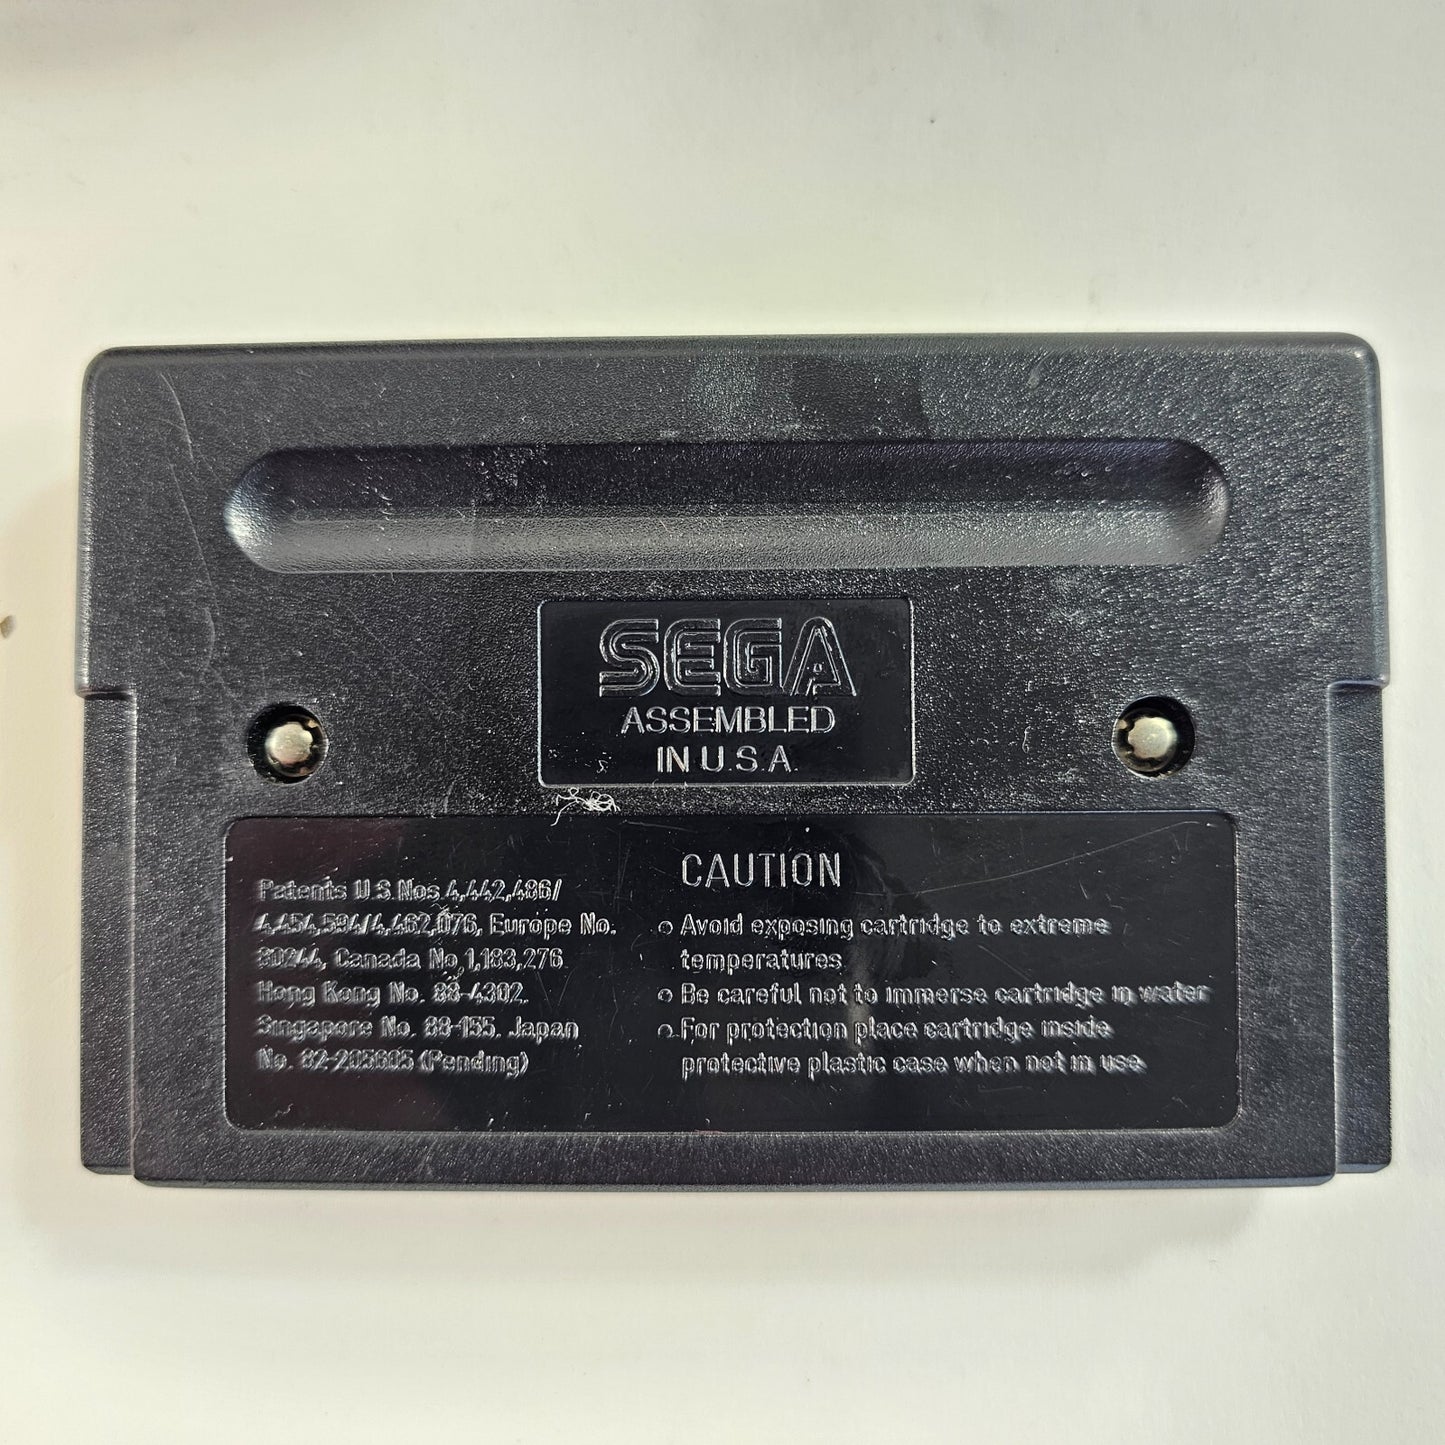 SEGA
ASSEMBLED
IN U.S.A.
Patents U.S. Nos. 4,442,486/
4,454,594/4,462,076, Europe No.
80244, Canada No. 1,183,276
Hong Kong No. 88-4302.
Singapore No. 88-155. Japan
No. 82-205605 (Pending)
CAUTION
Avoid exposing cartridge to extreme
temperatures.
Be careful not to immerse cartridge in water
For protection place cartridge inside
protective plastic case when not in use